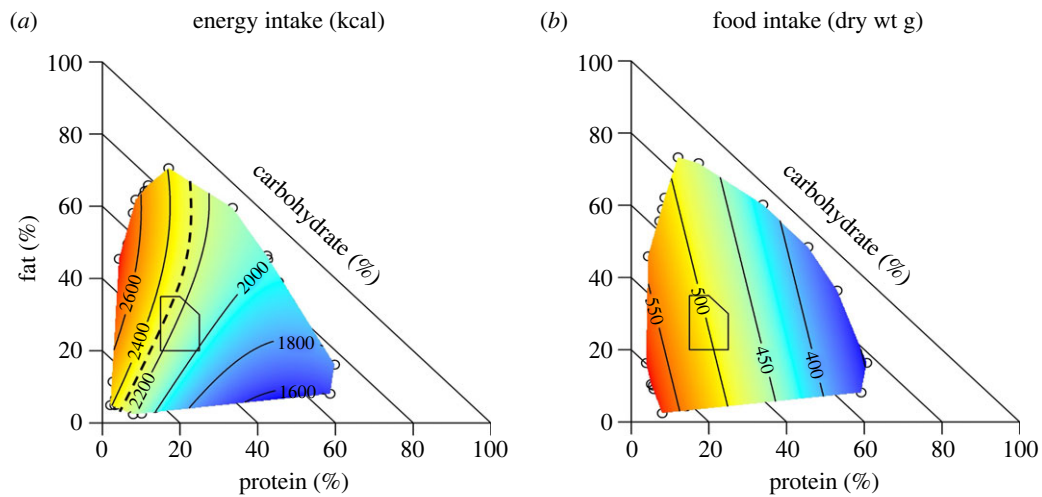 (a) energy intake (kcal)
100
80
60
40
20
0
fat (%)
carbohydrate (%)
2600
2400
2200
2000
1800
1600
0 20 40 60 80 100
protein (%)
(b) food intake (dry wt g)
100
80
60
40
20
0
carbohydrate (%)
550
500
450
400
0 20 40 60 80 100
protein (%)